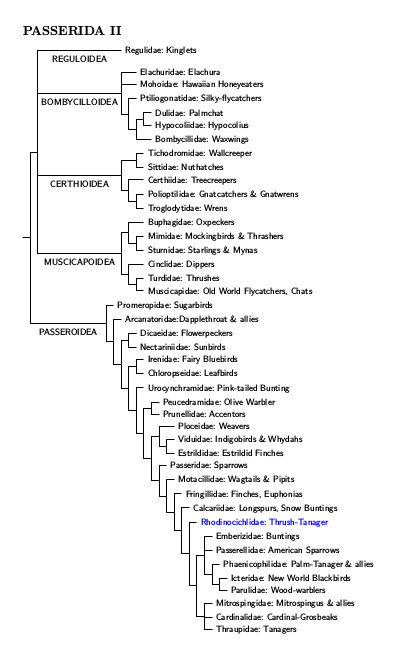 PASSERIDA II
Regulidae: Kinglets
REGULOIDEA
Elachuridae: Elachura
Mohoidae: Hawaiian Honeyeaters
BOMBYCILLOIDEA
Ptiliogonatidae: Silky-flycatchers
Dulidae: Palmchat
Hypocoliidae: Hypocolius
Bombycillidae: Waxwings
Tichodromidae: Wallcreeper
Sittidae: Nuthatches
CERTHIOIDEA
Certhiidae: Treecreepers
Polioptilidae: Gnatcatchers & Gnatwrens
Troglodytidae: Wrens
Buphagidae: Oxpeckers
Mimidae: Mockingbirds & Thrashers
Sturnidae: Starlings & Mynas
MUSCICAPOIDEA
Cinclidae: Dippers
Turdidae: Thrushes
Muscicapidae: Old World Flycatchers, Chats
Promeropidae: Sugarbirds
Arcanatoridae:Dapplethroat & allies
PASSEROIDEA
Dicaeidae: Flowerpeckers
Nectariniidae: Sunbirds
Irenidae: Fairy Bluebirds
Chloropseidae: Leafbirds
Urocynchramidae: Pink-tailed Bunting
Peucedramidae: Olive Warbler
Prunellidae: Accentors
Ploceidae: Weavers
Viduidae: Indigobirds & Whydahs
Estrildidae: Estrildid Finches
Passeridae: Sparrows
Motacillidae: Wagtails & Pipits
Fringillidae: Finches, Euphonias
Calcariidae: Longspurs, Snow Buntings
Rhodinocichlidae: Thrush-Tanager
Emberizidae: Buntings
Passerellidae: American Sparrows
Phaenicophilidae: Palm-Tanager & allies
Icteridae: New World Blackbirds
Parulidae: Wood-warblers
Mitrospingidae: Mitrospingus & allies
Cardinalidae: Cardinal-Grosbeaks
Thraupidae: Tanagers